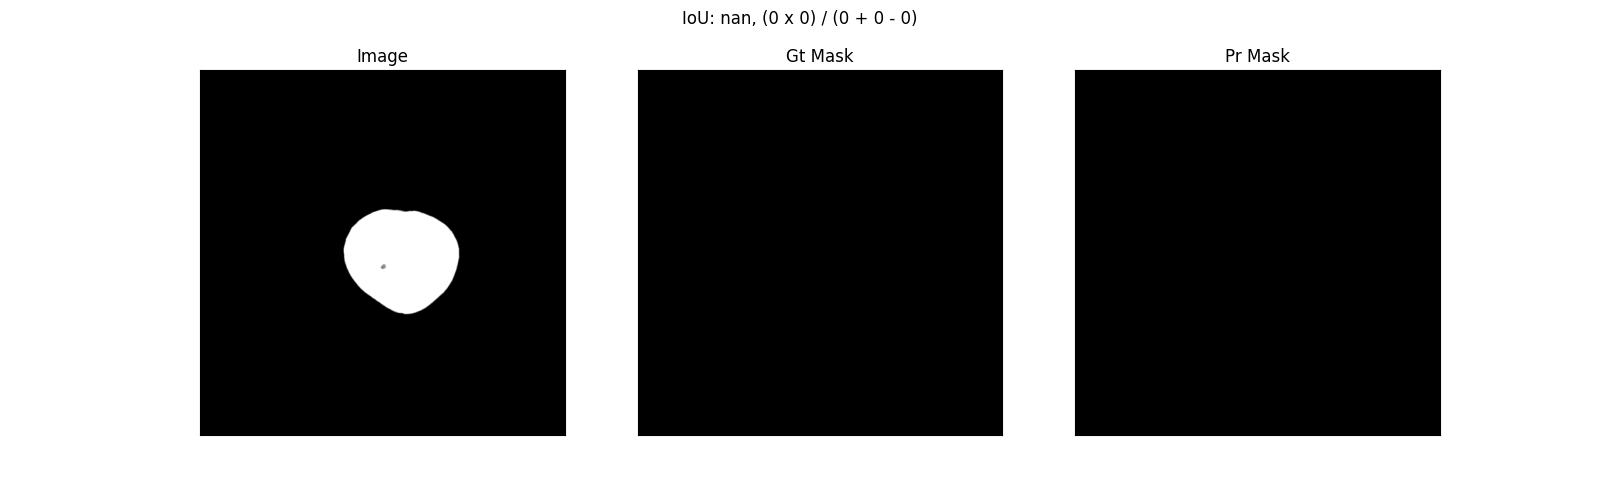 IoU: nan, (0 x 0) / (0 + 0 - 0)
Image
Gt Mask
Pr Mask